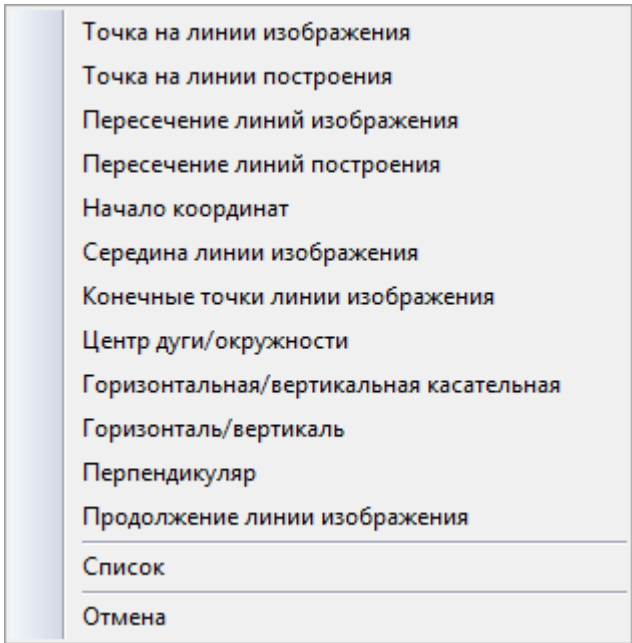 Точка на линии изображения
Точка на линии построения
Пересечение линий изображения
Пересечение линий построения
Начало координат
Середина линии изображения
Конечные точки линии изображения
Центр дуги/окружности
Горизонтальная/вертикальная касательная
Горизонталь/вертикаль
Перпендикуляр
Продолжение линии изображения
Список
Отмена